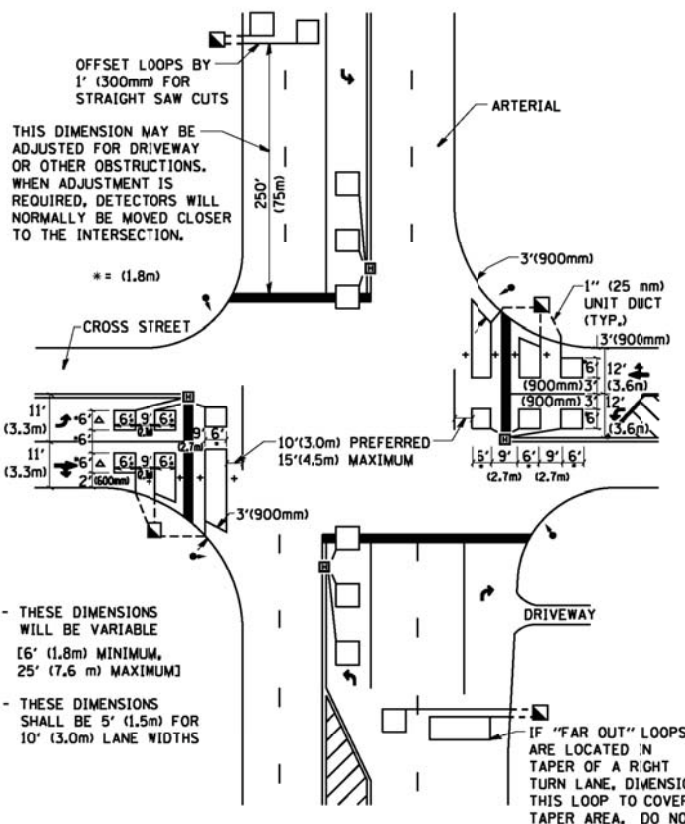 OFFSET LOOPS BY
1' (300mm) FOR
STRAIGHT SAW CUTS
ARTERIAL
THIS DIMENSION MAY BE
ADJUSTED FOR DRIVEWAY
OR OTHER OBSTRUCTIONS.
WHEN ADJUSTMENT IS
REQUIRED, DETECTORS WILL
NORMALLY BE MOVED CLOSER
TO THE INTERSECTION.
250'
(75m)
* = (1.8m)
3'(900mm)
1" (25 mm)
UNIT DUCT
(TYP.)
CROSS STREET
3'(900mm)
H
6'
12'
(3.6m)
(900mm) 3'
(900mm) 3'
12'
6'
(3.6m)
H
11'
(3.3m)
*6'
6' 9' 6'
*6'
9' 6'
(2.7m)
11'
(3.3m)
*6'
6' 9' 6'
2' (600mm)
10'(3.0m) PREFERRED
15'(4.5m) MAXIMUM
6' 9' 6' 9' 6'
(2.7m) (2.7m)
3'(900mm)
H
H
- THESE DIMENSIONS
WILL BE VARIABLE
[6' (1.8m) MINIMUM,
25' (7.6 m) MAXIMUM]
- THESE DIMENSIONS
SHALL BE 5' (1.5m) FOR
10' (3.0m) LANE WIDTHS
DRIVEWAY
IF "FAR OUT" LOOPS
ARE LOCATED IN
TAPER OF A RIGHT
TURN LANE, DIMENSIO
THIS LOOP TO COVER
TAPER AREA. DO NO